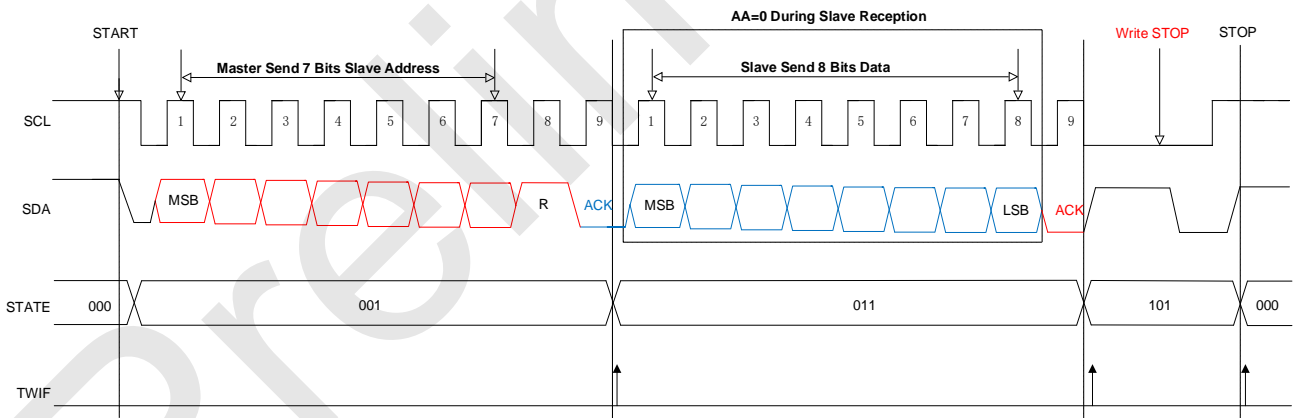 AA=0 During Slave Reception
START
Write STOP
STOP
Master Send 7 Bits Slave Address
Slave Send 8 Bits Data
SCL 1 2 3 4 5 6 7 8 9 1 2 3 4 5 6 7 8 9
SDA MSB R ACK MSB LSB ACK
STATE 000 001 011 101 000
TWIF